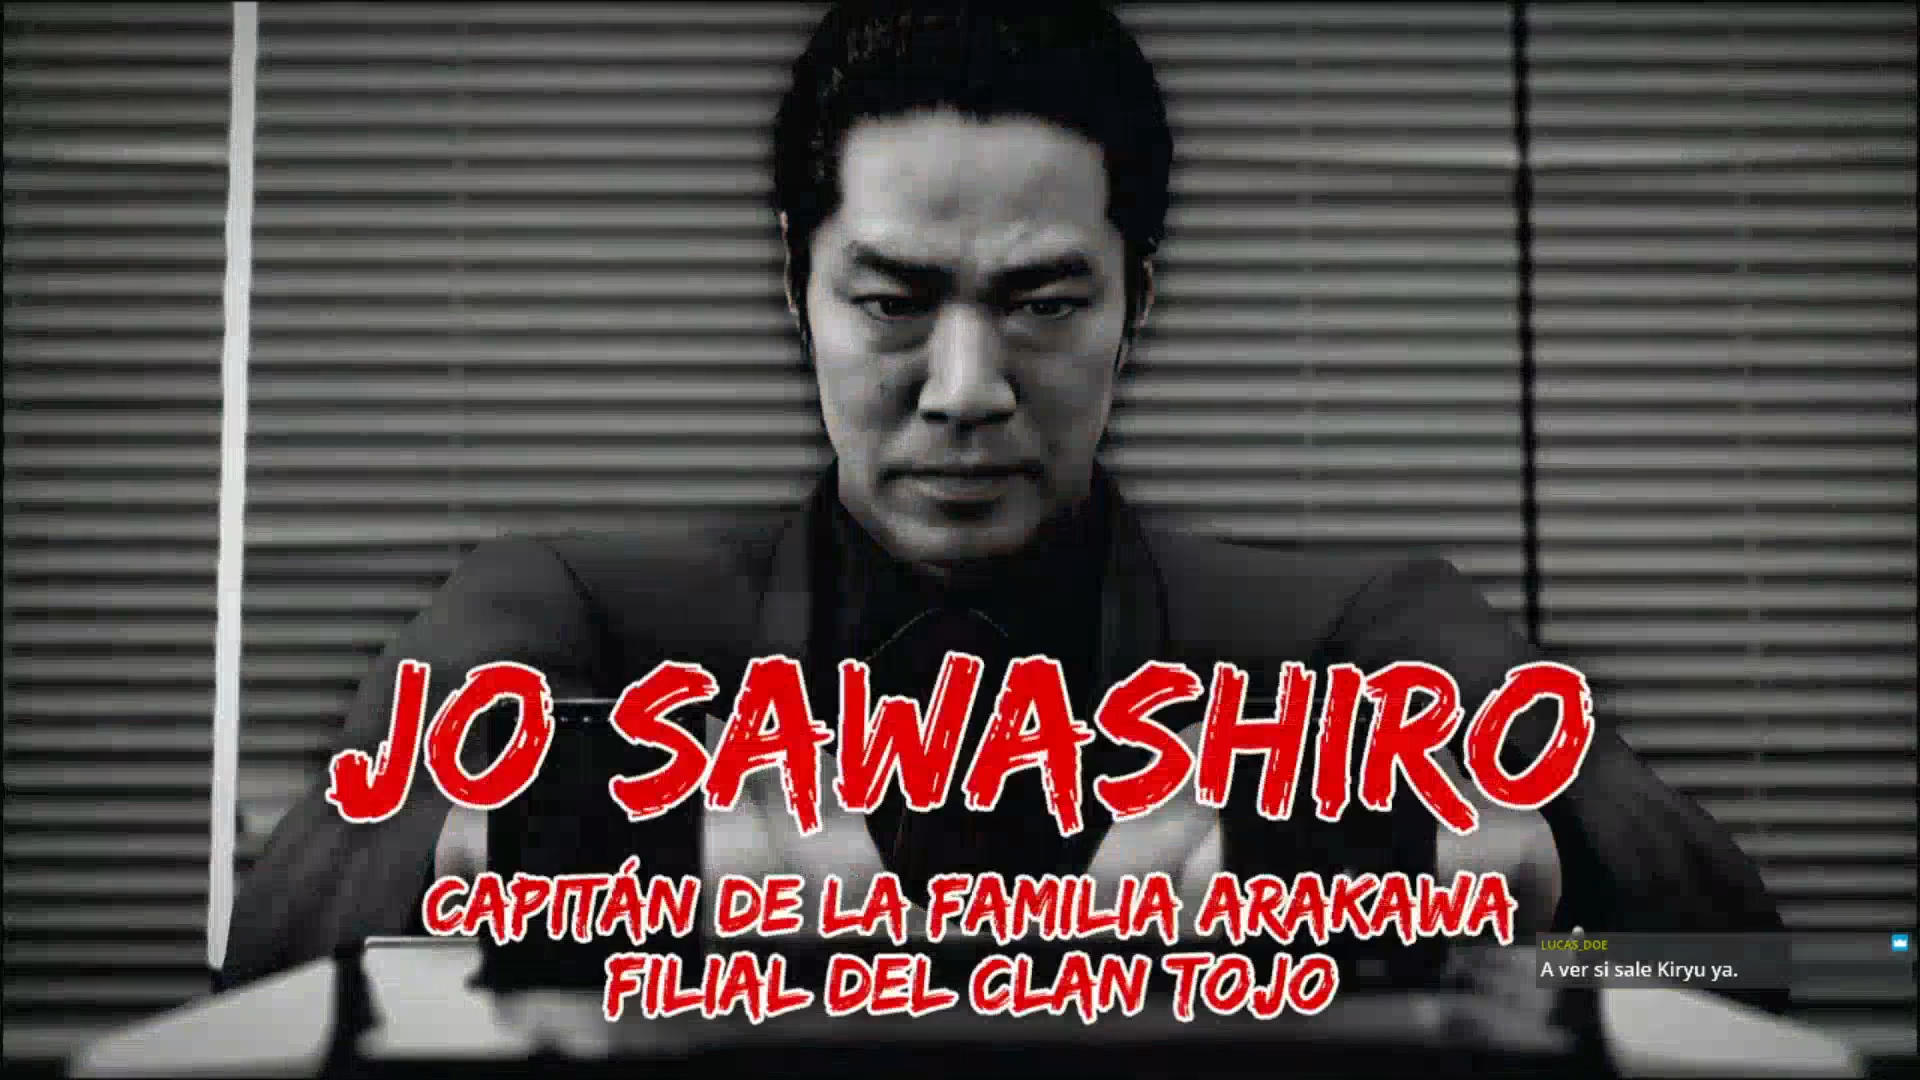 JO SAWASHIRO
CAPITÁN DE LA FAMILIA ARAKAWA
FILIAL DEL CLAN TOJO
LUCAS_DOE
A ver si sale Kiryu ya.